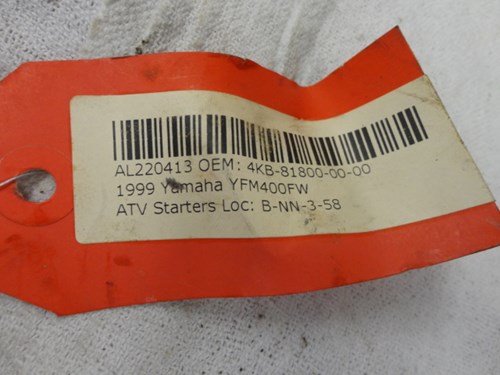 AL220413 OEM: 4KB-81800-00-00
1999 Yamaha YFM400FW
ATV Starters Loc: B-NN-3-58